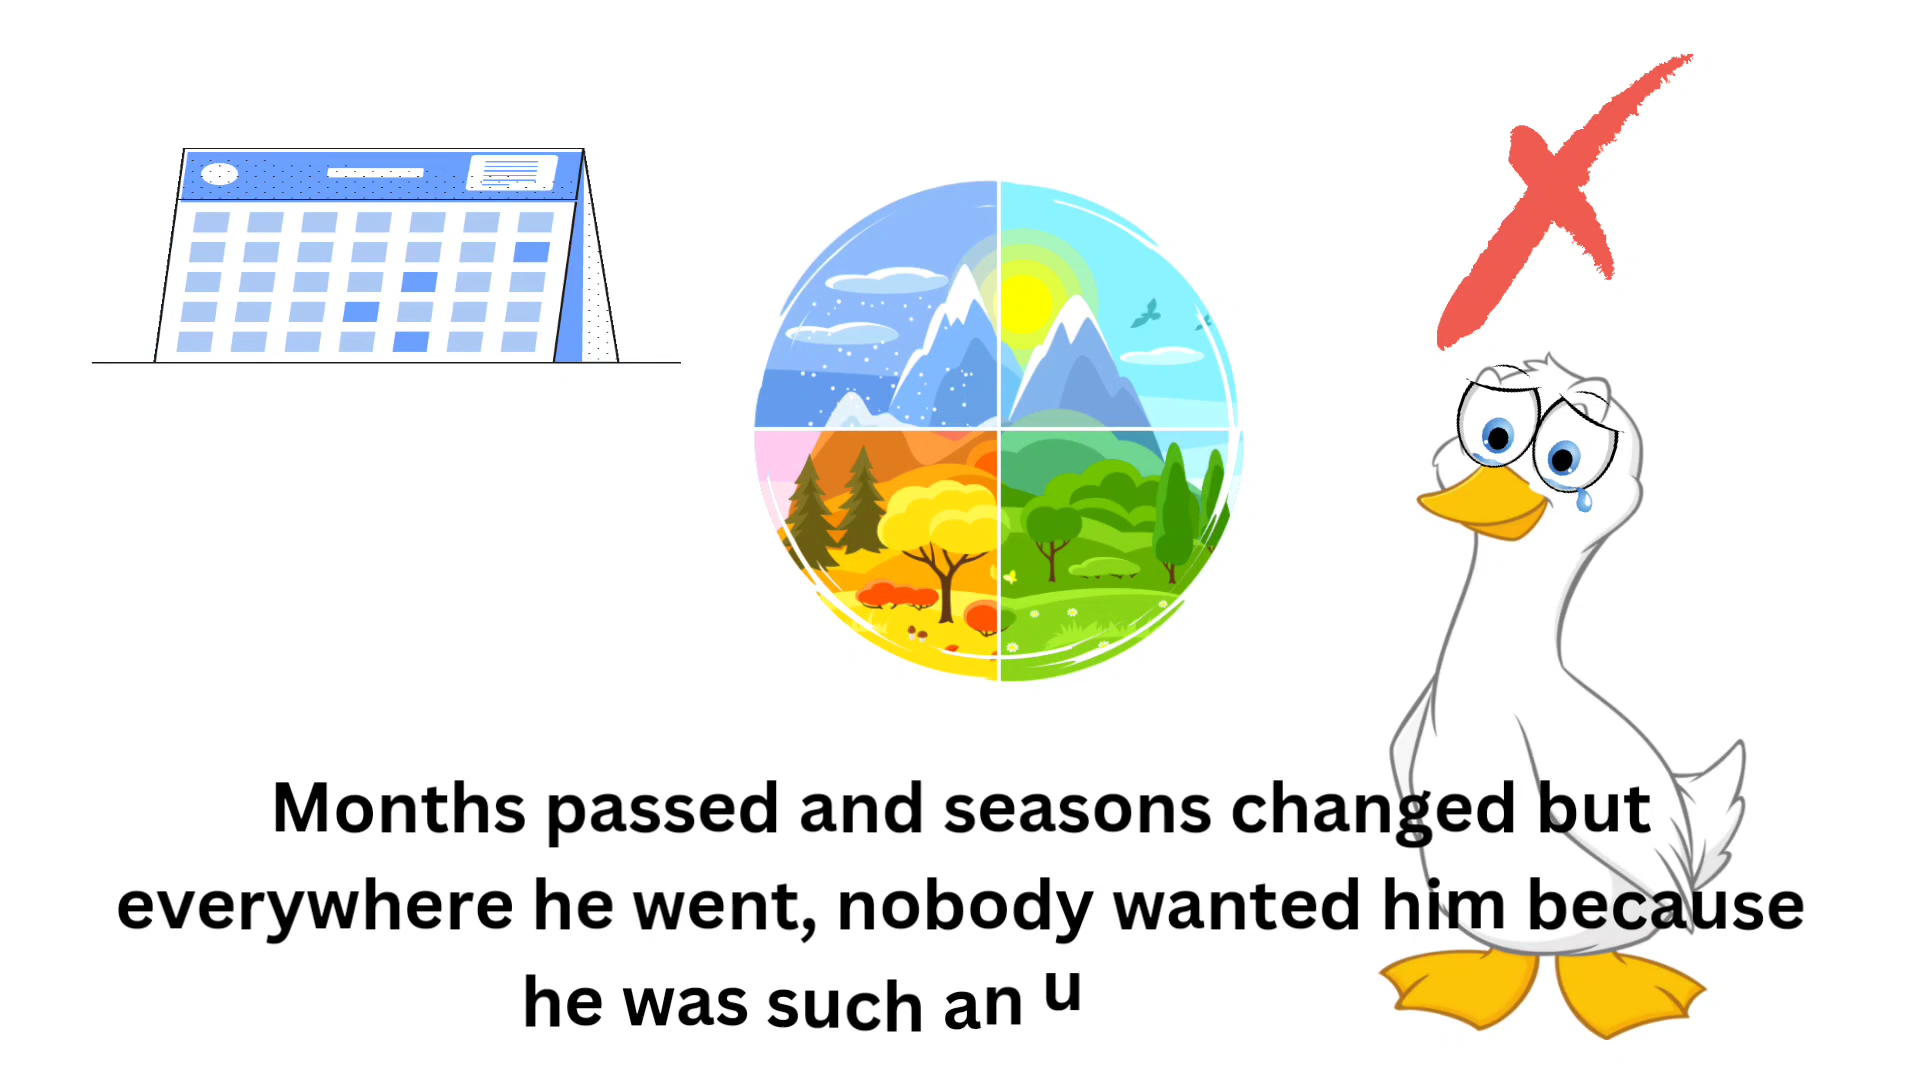 Months passed and seasons changed but
everywhere he went, nobody wanted him because
he was such an u